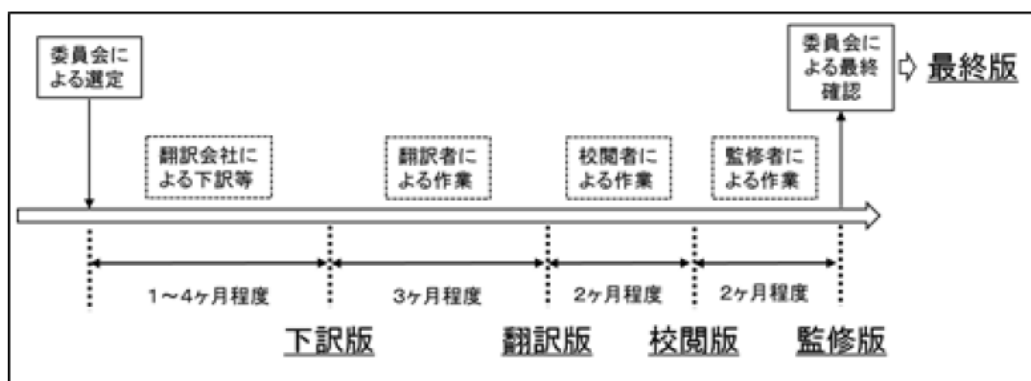 委員会に
よる選定
委員会に
よる最終
確認
最終版
翻訳会社に
よる下訳等
翻訳者に
よる作業
校閲者に
よる作業
監修者に
よる作業
1～4ヶ月程度
3ヶ月程度
2ヶ月程度
2ヶ月程度
下訳版
翻訳版
校閲版
監修版